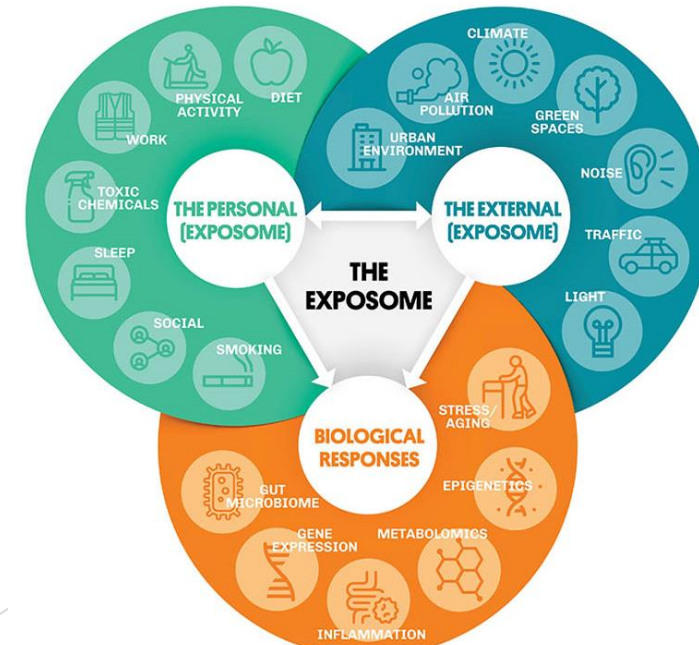 CLIMATE
AIR
POLLUTION
GREEN
SPACES
URBAN
ENVIRONMENT
NOISE
TRAFFIC
LIGHT
THE EXTERNAL
(EXPOSOME)
DIET
PHYSICAL
ACTIVITY
WORK
TOXIC
CHEMICALS
SLEEP
SOCIAL
SMOKING
THE PERSONAL
(EXPOSOME)
THE
EXPOSOME
BIOLOGICAL
RESPONSES
STRESS/
AGING
EPIGENETICS
METABOLOMICS
INFLAMMATION
GENE
EXPRESSION
GUT
MICROBIOME